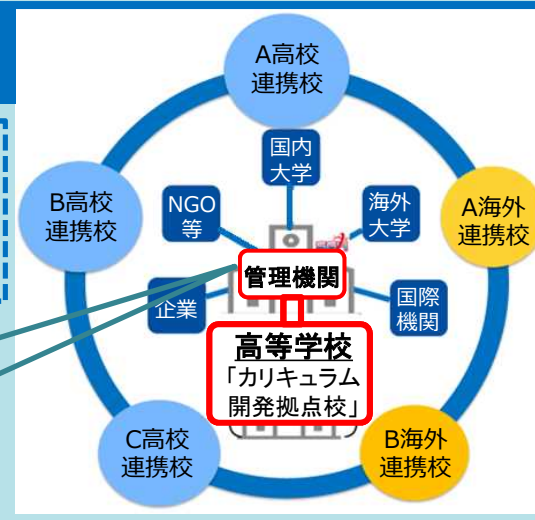 A高校
連携校
国内
大学
B高校
連携校
NGO
等
海外
大学
A海外
連携校
管理機関
企業
国際
機関
高等学校
「カリキュラム
開発拠点校」
C高校
連携校
B海外
連携校